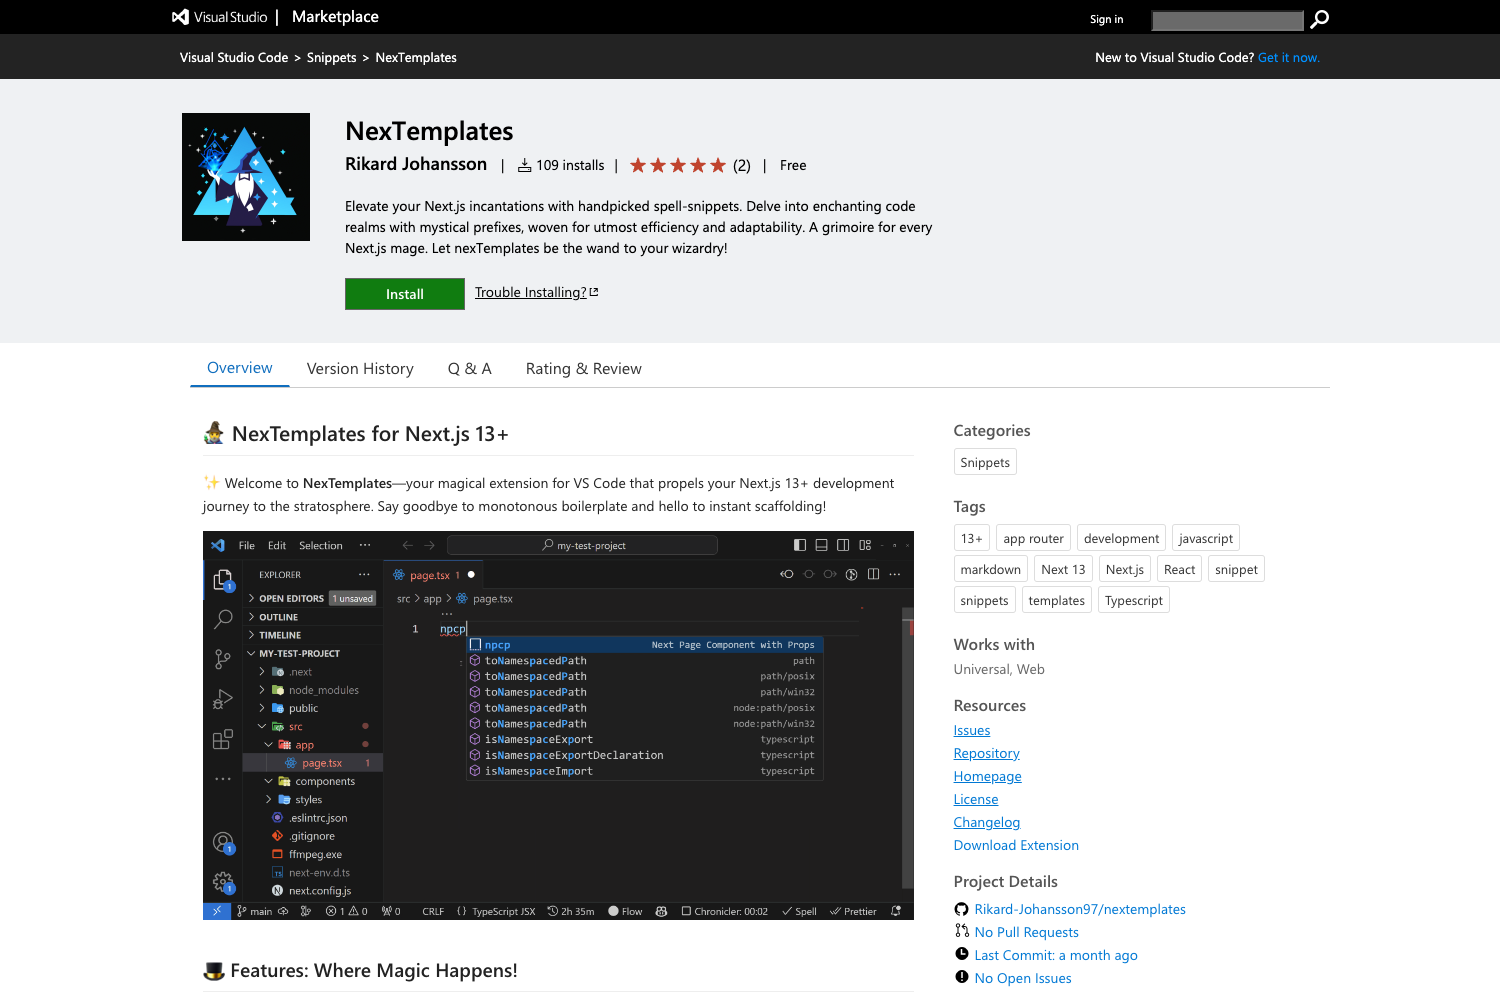 Visual Studio | Marketplace
Sign in
Visual Studio Code > Snippets > NexTemplates
New to Visual Studio Code? Get it now.
NexTemplates
Rikard Johansson | 109 installs | (2) | Free
Elevate your Next.js incantations with handpicked spell-snippets. Delve into enchanting code
realms with mystical prefixes, woven for utmost efficiency and adaptability. A grimoire for every
Next.js mage. Let nexTemplates be the wand to your wizardry!
Install
Trouble Installing?
Overview
Version History
Q & A
Rating & Review
NexTemplates for Next.js 13+
✨ Welcome to NexTemplates—your magical extension for VS Code that propels your Next.js 13+ development
journey to the stratosphere. Say goodbye to monotonous boilerplate and hello to instant scaffolding!
File Edit Selection ···
my-test-project
EXPLORER ···
OPEN EDITORS 1 unsaved
OUTLINE
TIMELINE
MY-TEST-PROJECT
.next
node_modules
public
src
app
page.tsx 1
components
styles
.eslintrc.json
.gitignore
ffmpeg.exe
TS next-env.d.ts
N next.config.js
1
1
1
page.tsx 1
src > app > page.tsx
...
1 npcp
npcp Next Page Component with Props
toNamespacedPath path
toNamespacedPath path/posix
toNamespacedPath path/win32
toNamespacedPath node:path/posix
toNamespacedPath node:path/win32
isNamespaceExport typescript
isNamespaceExportDeclaration typescript
isNamespaceImport typescript
main 1 0 0 CRLF {} TypeScript JSX 2h 35m Flow Chronicler: 00:02 Spell Prettier
Features: Where Magic Happens!
Categories
Snippets
Tags
13+ app router development javascript
markdown Next 13 Next.js React snippet
snippets templates Typescript
Works with
Universal, Web
Resources
Issues
Repository
Homepage
License
Changelog
Download Extension
Project Details
Rikard-Johansson97/nextemplates
No Pull Requests
Last Commit: a month ago
No Open Issues